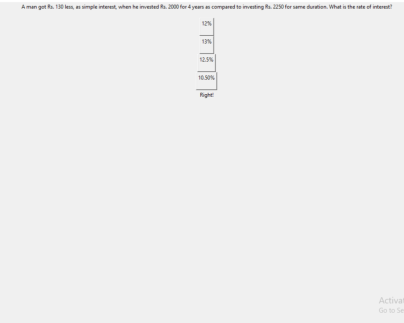 A man got Rs. 130 less, as simple interest, when he invested Rs. 2000 for 4 years as compared to investing Rs. 2250 for same duration. What is the rate of interest?
12%
13%
12.5%
10.50%
Right!
Activa
Go to Se